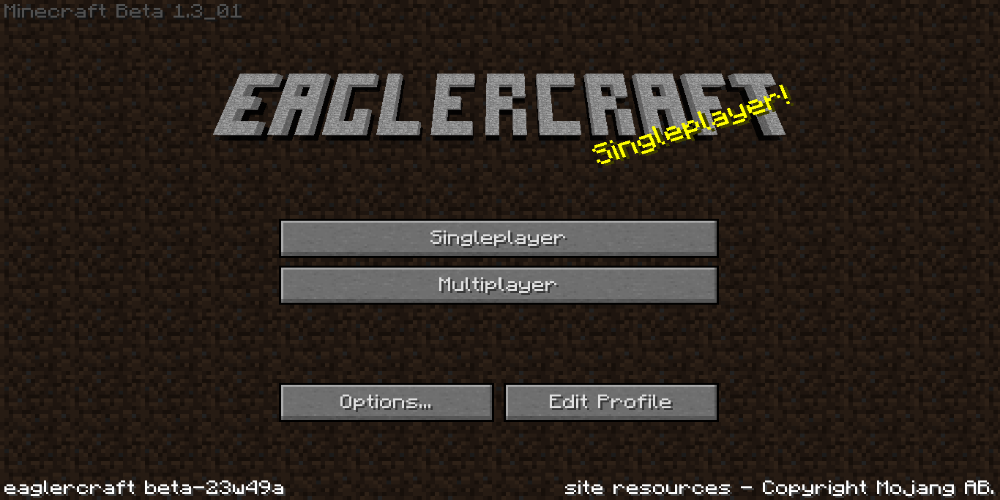 Minecraft Beta 1.3_01
EAGLERCRAFT
Singleplayer!
Singleplayer
Multiplayer
Options...
Edit Profile
eaglercraft beta-23w49a
site resources - Copyright Mojang AB.